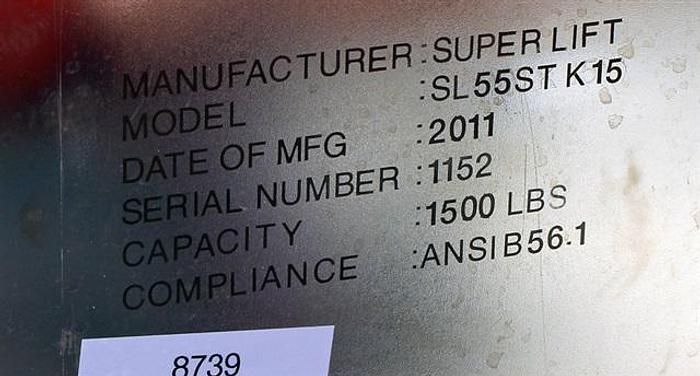 MANUFACTURER :SUPER LIFT
MODEL :SL55ST K15
DATE OF MFG :2011
SERIAL NUMBER :1152
CAPACITY :1500 LBS
COMPLIANCE :ANSI B56.1
8739